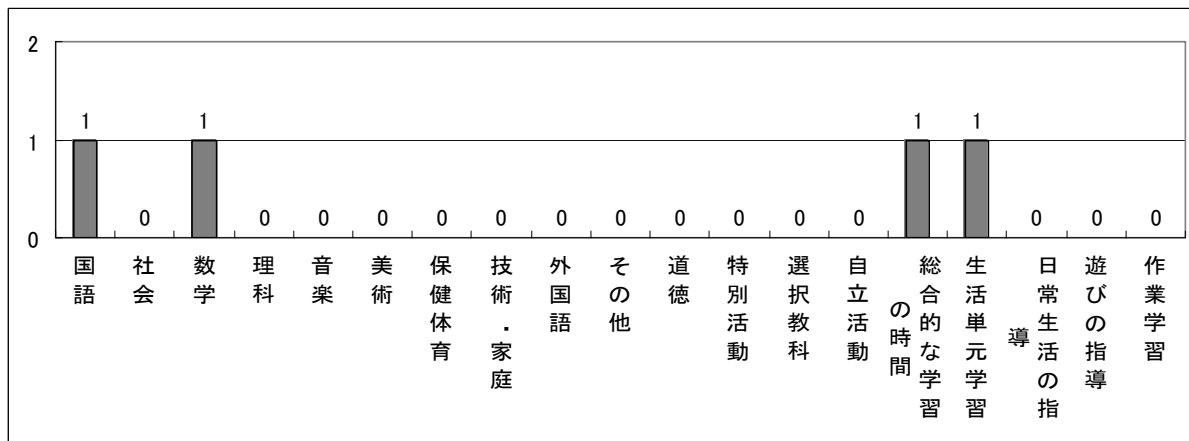 2
1
0
1
0
1
0
0
0
0
0
0
0
0
0
0
0
1
1
0
0
0
国語
社会
数学
理科
音楽
美術
保健体育
技術・家庭
外国語
その他
道徳
特別活動
選択教科
自立活動
総合的な学習
の時間
生活単元学習
日常生活の指
導
遊びの指導
作業学習